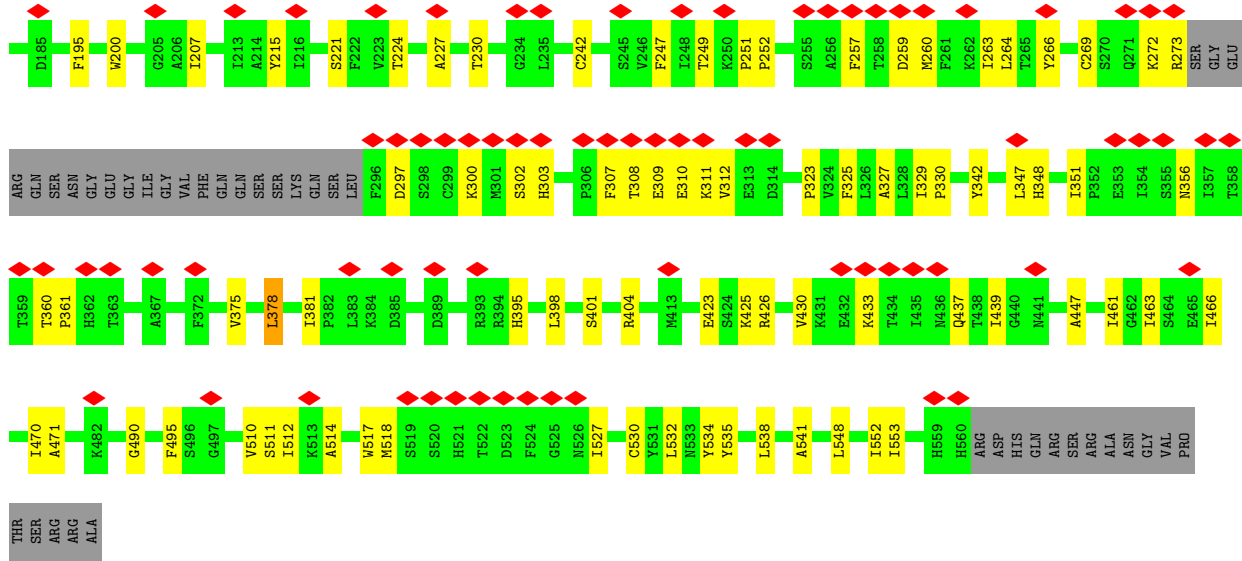 D185 F195 W200 G205 A206 I207 I213 A214 Y215 I216 S221 F222 V223 T224 A227 T230 G234 L235 C242 S245 V246 F247 I248 T249 K250 P251 P252 S255 A256 F257 T258 D259 M260 F261 K262 I263 L264 T265 Y266 C269 S270 Q271 K272 R273 SER GLY GLU
ARG GLN SER ASN GLY GLU GLY ILE GLY VAL PHE GLN GLN SER SER LYS GLN SER LEU F296 D297 S298 C299 K300 M301 S302 H303 P306 F307 T308 E309 E310 K311 V312 E313 D314 P323 V324 F325 L326 A327 L328 I329 P330 Y342 L347 H348 I351 P352 E353 I354 S355 N356 I357 T358
T359 T360 P361 H362 T363 A367 F372 V375 L378 I381 P382 L383 K384 D385 D389 R393 R394 H395 L398 S401 R404 M413 E423 S424 K425 R426 V430 K431 E432 K433 T434 I435 N436 Q437 T438 I439 G440 N441 A447 I461 G462 I463 S464 E465 I466
I470 A471 K482 G490 F495 S496 G497 V510 S511 I512 K513 A514 W517 M518 S519 S520 H521 T522 D523 F524 G525 N526 I527 C530 Y531 L532 N533 Y534 Y535 L538 A541 L548 I552 I553 H559 H560 ARG ASP HIS GLN ARG SER ARG ALA ASN GLY VAL PRO
THR SER ARG ARG ALA